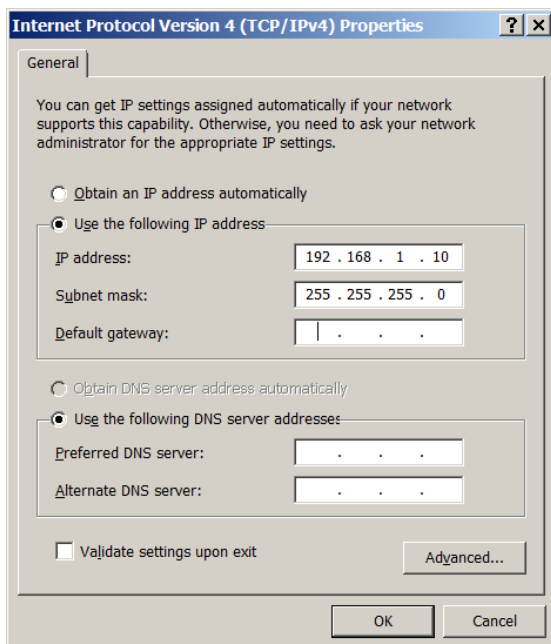 Internet Protocol Version 4 (TCP/IPv4) Properties
General
You can get IP settings assigned automatically if your network
supports this capability. Otherwise, you need to ask your network
administrator for the appropriate IP settings.
Obtain an IP address automatically
Use the following IP address
IP address: 192 . 168 . 1 . 10
Subnet mask: 255 . 255 . 255 . 0
Default gateway: . . .
Obtain DNS server address automatically
Use the following DNS server addresses:
Preferred DNS server: . . .
Alternate DNS server: . . .
Validate settings upon exit
Advanced...
OK Cancel